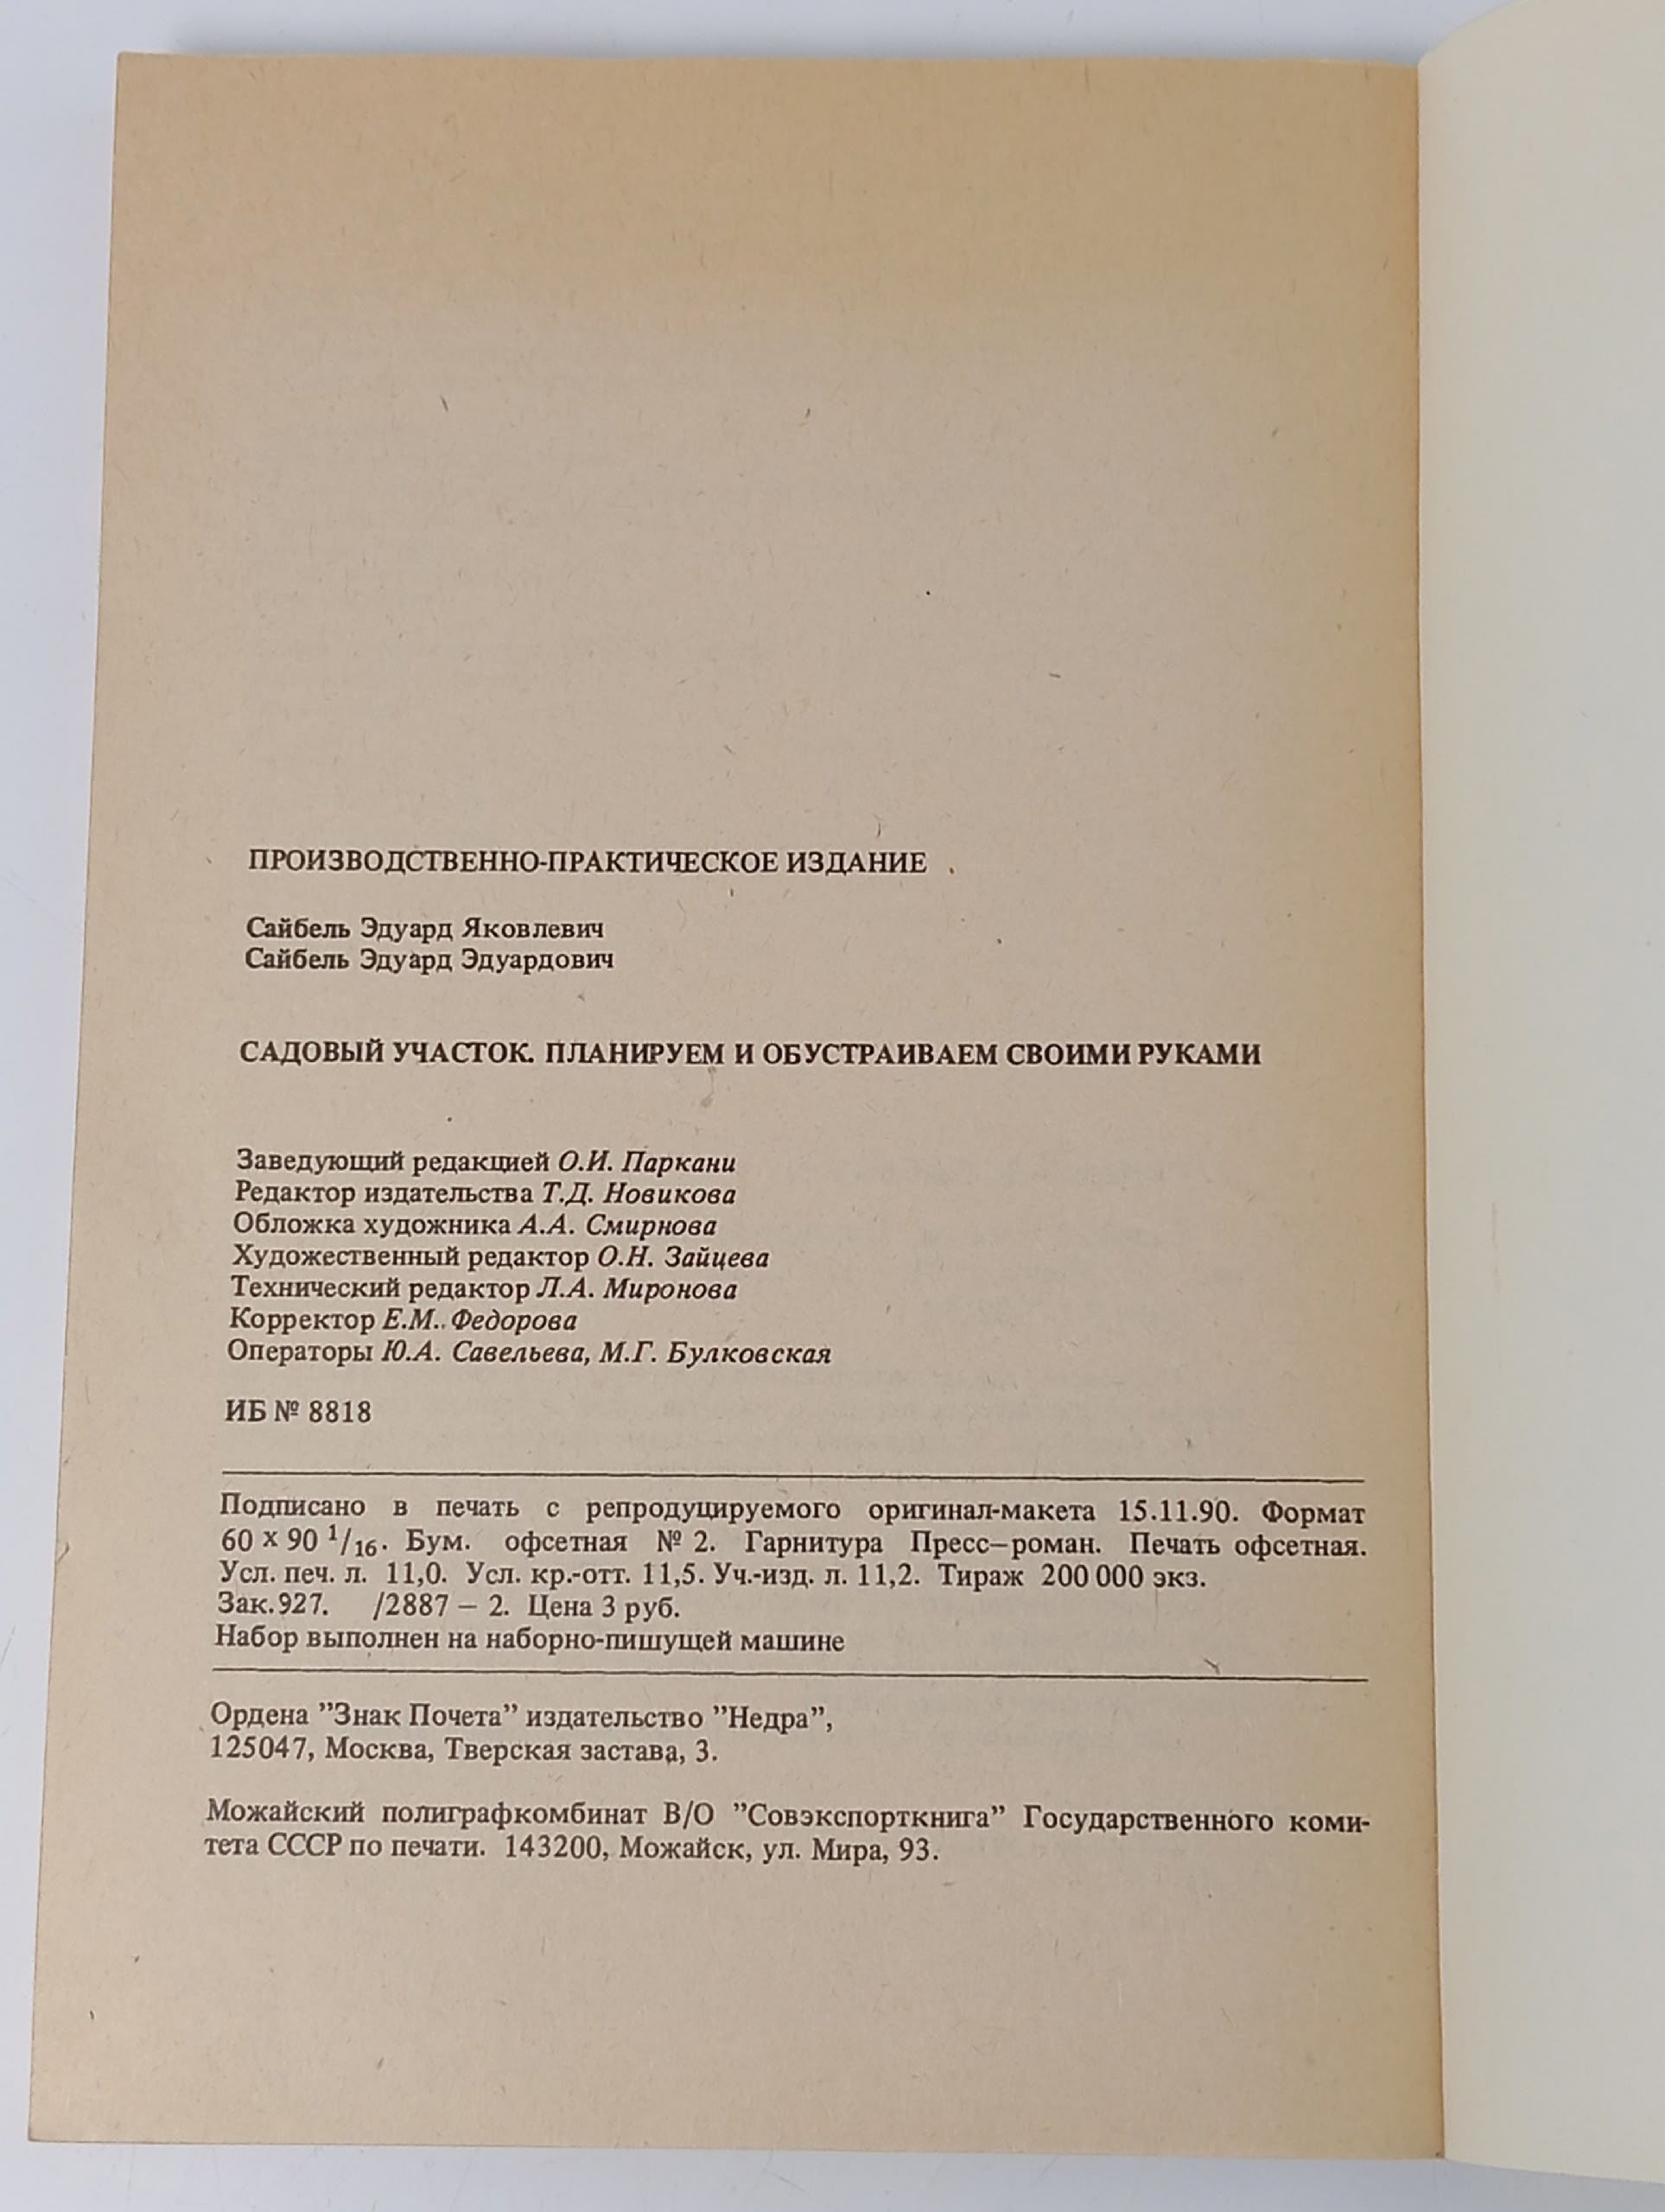 ПРОИЗВОДСТВЕННО-ПРАКТИЧЕСКОЕ ИЗДАНИЕ
Сайбель Эдуард Яковлевич
Сайбель Эдуард Эдуардович
САДОВЫЙ УЧАСТОК. ПЛАНИРУЕМ И ОБУСТРАИВАЕМ СВОИМИ РУКАМИ
Заведующий редакцией О.И. Паркани
Редактор издательства Т.Д. Новикова
Обложка художника А.А. Смирнова
Художественный редактор О.Н. Зайцева
Технический редактор Л.А. Миронова
Корректор Е.М. Федорова
Операторы Ю.А. Савельева, М.Г. Булковская
ИБ № 8818
Подписано в печать с репродуцируемого оригинал-макета 15.11.90. Формат
60 х 90 1/16. Бум. офсетная № 2. Гарнитура Пресс–роман. Печать офсетная.
Усл. печ. л. 11,0. Усл. кр.-отт. 11,5. Уч.-изд. л. 11,2. Тираж 200 000 экз.
Зак.927. /2887 – 2. Цена 3 руб.
Набор выполнен на наборно-пишущей машине
Ордена ”Знак Почета” издательство ”Недра”,
125047, Москва, Тверская застава, 3.
Можайский полиграфкомбинат В/О ”Совэкспорткнига” Государственного коми-
тета СССР по печати. 143200, Можайск, ул. Мира, 93.